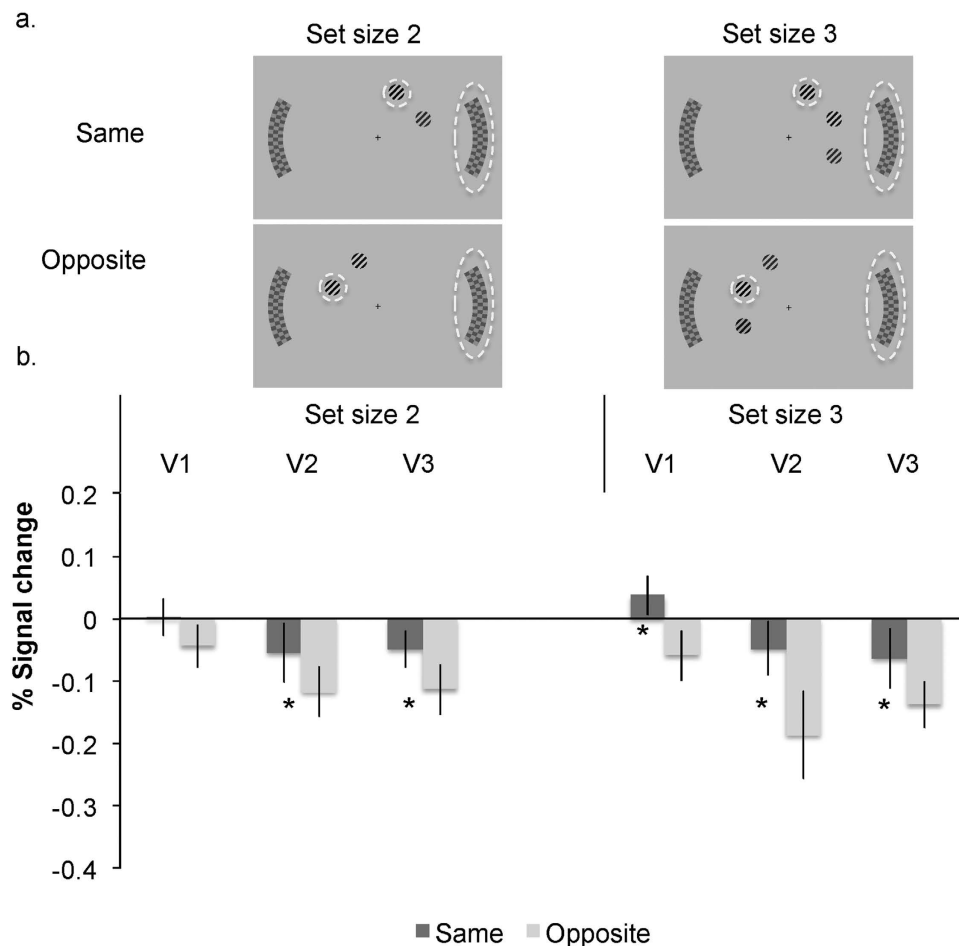 a.
Set size 2 Set size 3
Same
Opposite
b.
Set size 2 Set size 3
V1 V2 V3 V1 V2 V3
0.2
0.1
0
-0.1
-0.2
-0.3
-0.4
% Signal change
* * * * *
Same Opposite